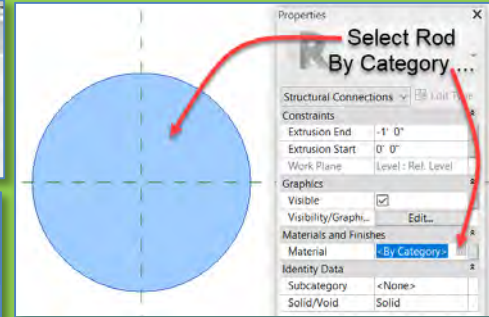 Properties X
Select Rod
By Category ...
Structural Connections Edit Type
Constraints
Extrusion End -1' 0"
Extrusion Start 0' 0"
Work Plane Level : Ref. Level
Graphics
Visible
Visibility/Graphi... Edit...
Materials and Finishes
Material <By Category>
Identity Data
Subcategory <None>
Solid/Void Solid